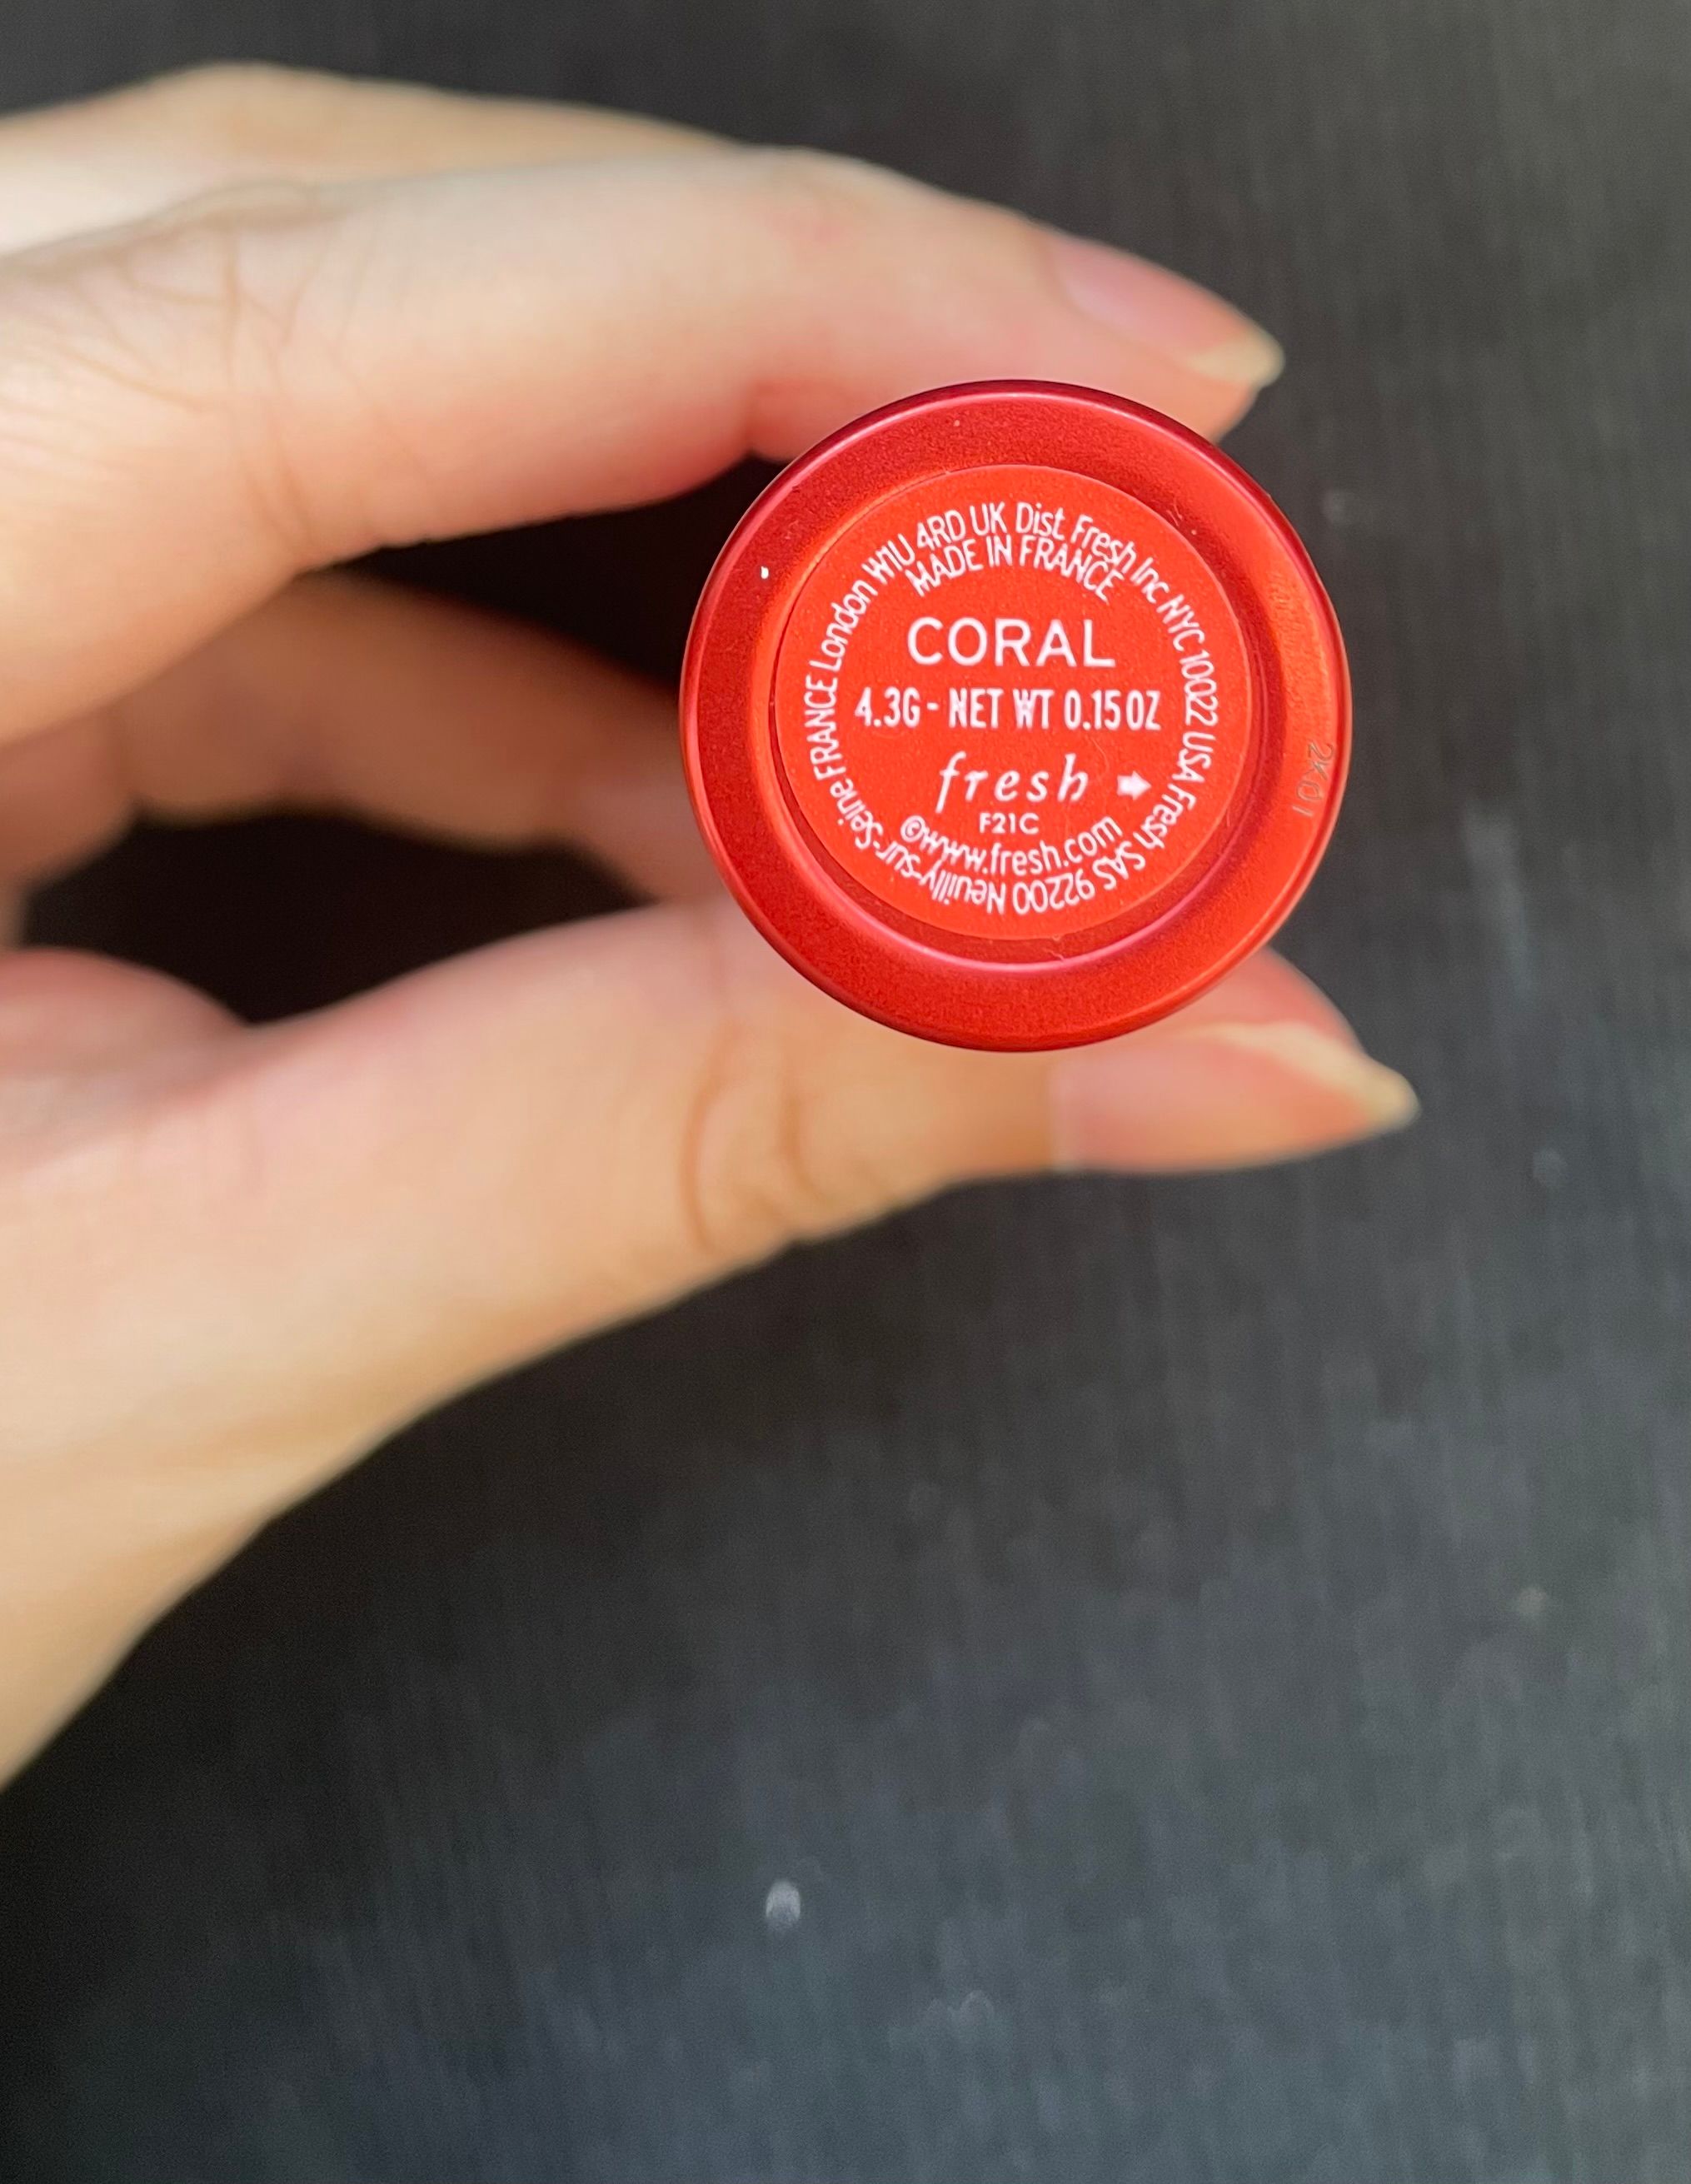 Fresh SAS 92200 Neuilly-sur-Seine FRANCE London W1U 4RD UK Dist. Fresh Inc NYC 10022 USA
MADE IN FRANCE
CORAL
4.3G - NET WT 0.15 OZ
fresh
F21C
©www.fresh.com
2K01